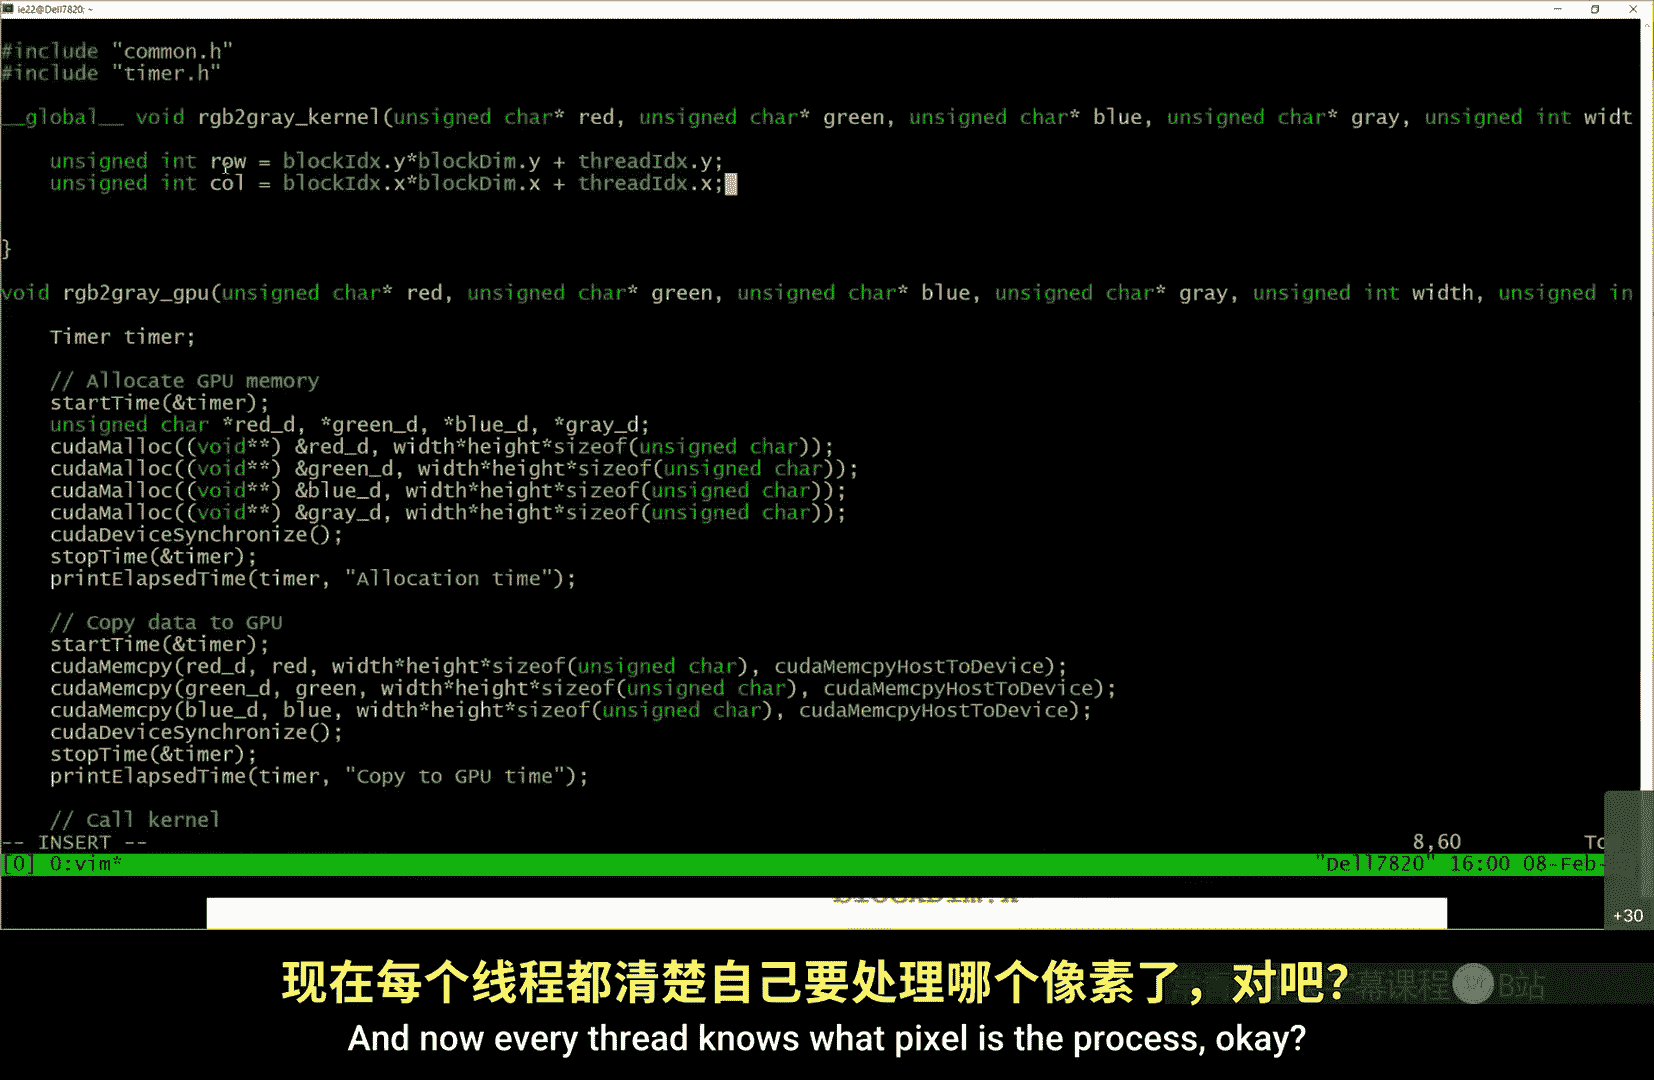 ie22@Dell7820: ~
#include "common.h"
#include "timer.h"
__global__ void rgb2gray_kernel(unsigned char* red, unsigned char* green, unsigned char* blue, unsigned char* gray, unsigned int widt
unsigned int row = blockIdx.y*blockDim.y + threadIdx.y;
unsigned int col = blockIdx.x*blockDim.x + threadIdx.x;
}
void rgb2gray_gpu(unsigned char* red, unsigned char* green, unsigned char* blue, unsigned char* gray, unsigned int width, unsigned in
Timer timer;
// Allocate GPU memory
startTime(&timer);
unsigned char *red_d, *green_d, *blue_d, *gray_d;
cudaMalloc((void**) &red_d, width*height*sizeof(unsigned char));
cudaMalloc((void**) &green_d, width*height*sizeof(unsigned char));
cudaMalloc((void**) &blue_d, width*height*sizeof(unsigned char));
cudaMalloc((void**) &gray_d, width*height*sizeof(unsigned char));
cudaDeviceSynchronize();
stopTime(&timer);
printElapsedTime(timer, "Allocation time");
// Copy data to GPU
startTime(&timer);
cudaMemcpy(red_d, red, width*height*sizeof(unsigned char), cudaMemcpyHostToDevice);
cudaMemcpy(green_d, green, width*height*sizeof(unsigned char), cudaMemcpyHostToDevice);
cudaMemcpy(blue_d, blue, width*height*sizeof(unsigned char), cudaMemcpyHostToDevice);
cudaDeviceSynchronize();
stopTime(&timer);
printElapsedTime(timer, "Copy to GPU time");
// Call kernel
-- INSERT -- 8,60 To
[0] 0:vim* "Dell7820" 16:00 08-Feb-
+30
现在每个线程都清楚自己要处理哪个像素了，对吧？
幕课程 B站
And now every thread knows what pixel is the process, okay?